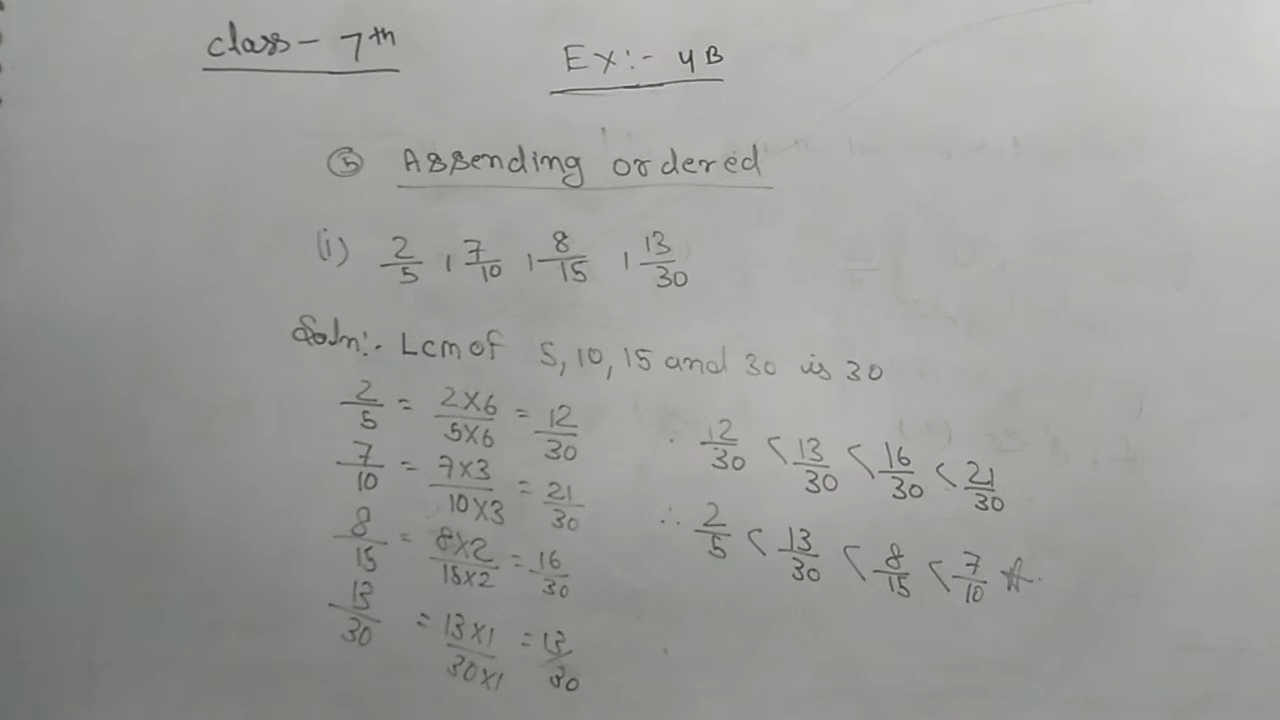 class - 7th
Ex:- 4B
⑤ Assending ordered
(i) 2/5 , 7/10 , 8/15 , 13/30
Soln:- Lcm of 5, 10, 15 and 30 is 30
2/5 = 2×6/5×6 = 12/30
7/10 = 7×3/10×3 = 21/30
8/15 = 8×2/15×2 = 16/30
13/30 = 13×1/30×1 = 13/30
∴ 12/30 < 13/30 < 16/30 < 21/30
∴ 2/5 < 13/30 < 8/15 < 7/10